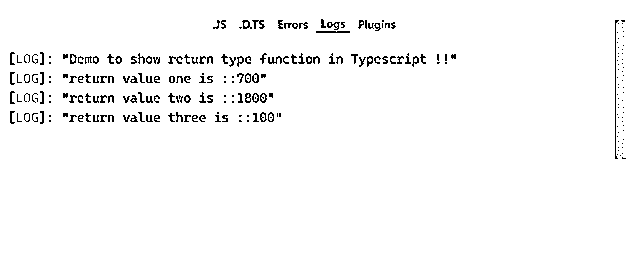 .JS .D.TS Errors Logs Plugins
[LOG]: "Demo to show return type function in Typescript !!"
[LOG]: "return value one is ::700"
[LOG]: "return value two is ::1800"
[LOG]: "return value three is ::100"